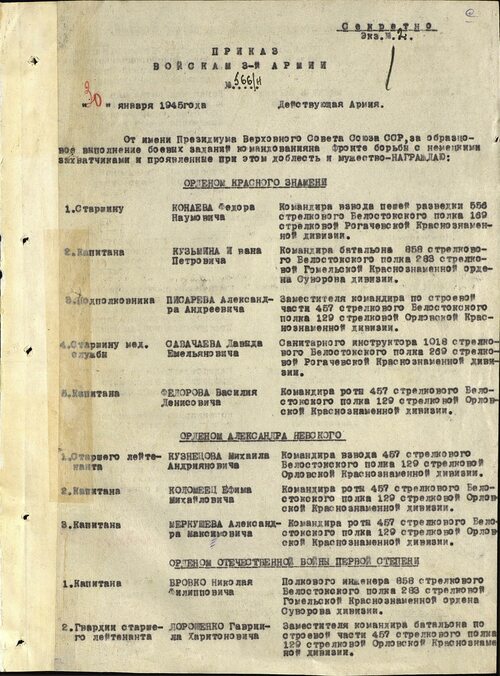 Секретно
Экз.№ 2.
ПРИКАЗ
ВОЙСКАМ 3-й АРМИИ
№ 566/н
"30" января 1945года Действующая Армия.
От имени Президиума Верховного Совета Союза ССР,за образцо-
вое выполнение боевых заданий командованияна фронте борьбы с немецкими
захватчиками и проявленные при этом доблесть и мужество-НАГРАЖДАЮ:
ОРДЕНОМ КРАСНОГО ЗНАМЕНИ
1.Старшину КОНАЕВА Федора Командира взвода пешей разведки 556
Наумовича стрелкового Белостокского полка 169
стрелковой Рогачевской Краснознамен-
ной дивизии.
2.Капитана КУЗЬМИНА И вана Командира батальона 858 стрелково-
Петровича го Белостокского полка 283 стрелко-
вой Гомельской Краснознаменной орде-
на Суворова дивизии.
3.Подполковника ПИСАРЕВА Александ- Заместителя командира по строевой
ра Андреевича части 457 стрелкового Белостокского
полка 129 стрелковой Орловской Крас-
нознаменной дивизии.
4.Старшину мед. САВАЧАЕВА Давыда Санитарного инструктора 1018 стрелко-
службы Емельяновича вого Белостокского полка 269 стрелко-
вой Рогачевской Краснознаменной диви-
зии.
5.Капитана ФЕДОРОВА Василия Командира роты 457 стрелкового Бело-
Денисовича стокского полка 129 стрелковой Орлов-
ской Краснознаменной дивизии.
ОРДЕНОМ АЛЕКСАНДРА НЕВСКОГО
1.Старшего лейте- КУЗНЕЦОВА Михаила Командира взвода 457 стрелкового
нанта Андрияновича Белостокского полка 129 стрелковой
Орловской Краснознаменной дивизии.
2.Капитана КОЛОМЕЕЦ Ефима Командира роты 457 стрелкового Бело-
Михайловича стокского полка 129 стрелковой Орлов-
ской Краснознаменной дивизии.
3.Капитана МЕРКУШЕВА Александ- Командира роты 457 стрелкового Бело-
ра Максимовича стокского полка 129 стрелковой Орлов-
ской Краснознаменной дивизии.
ОРДЕНОМ ОТЕЧЕСТВЕННОЙ ВОЙНЫ ПЕРВОЙ СТЕПЕНИ
1.Капитана БРОВКО Николая Полкового инженера 858 стрелкового
Филипповича Белостокского полка 283 стрелковой
Гомельской Краснознаменной ордена
Суворова дивизии.
2.Гвардии старше- ДОРОШЕНКО Гаврии- Заместителя командира батальона по
го лейтенанта ла Харитоновича строевой части 457 стрелкового полка
129 стрелковой Орловской Краснознамен
ной дивизии.